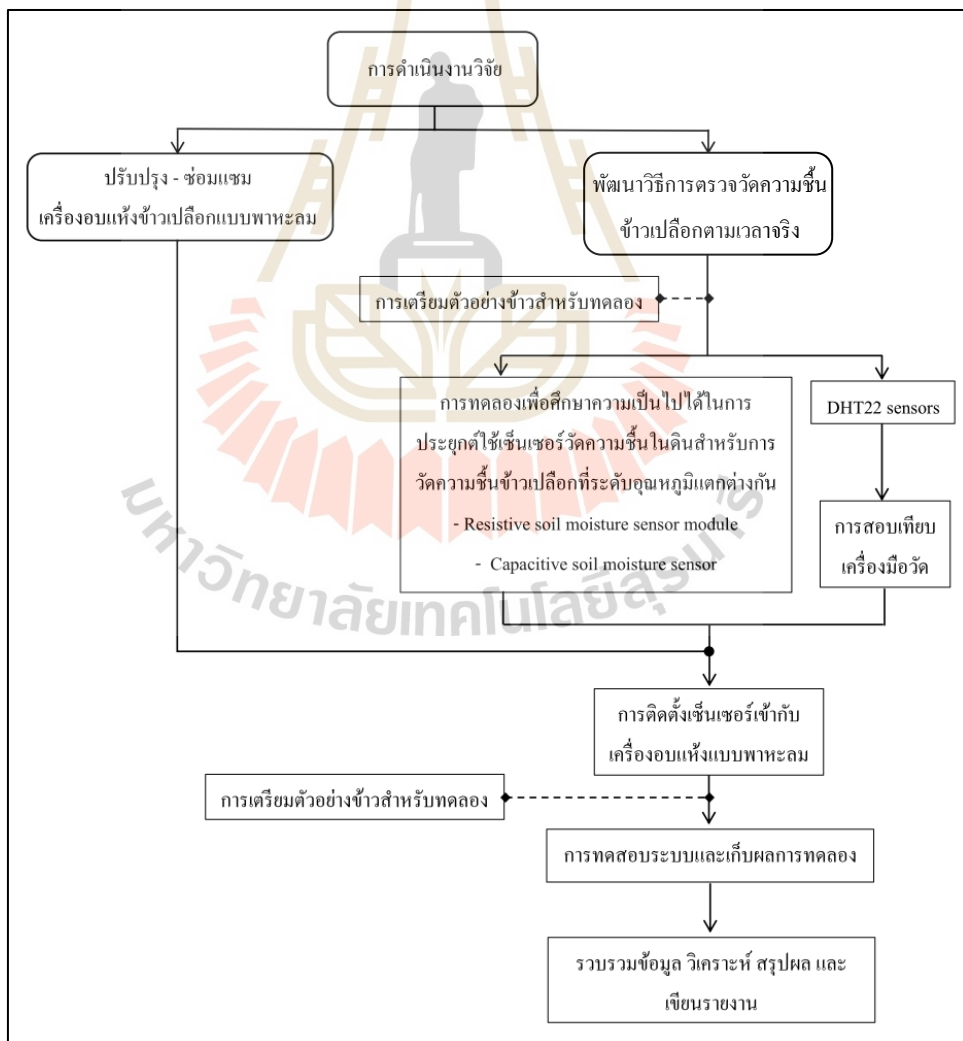 การดำเนินงานวิจัย
ปรับปรุง - ซ่อมแซม
เครื่องอบแห้งข้าวเปลือกแบบพาหะลม
พัฒนาวิธีการตรวจวัดความชื้น
ข้าวเปลือกตามเวลาจริง
การเตรียมตัวอย่างข้าวสำหรับทดลอง
การทดลองเพื่อศึกษาความเป็นไปได้ในการ
ประยุกต์ใช้เซ็นเซอร์วัดความชื้นในดินสำหรับการ
วัดความชื้นข้าวเปลือกที่ระดับอุณหภูมิแตกต่างกัน
- Resistive soil moisture sensor module
- Capacitive soil moisture sensor
DHT22 sensors
การสอบเทียบ
เครื่องมือวัด
มหาวิทยาลัยเทคโนโลยีสุรนารี
การติดตั้งเซ็นเซอร์เข้ากับ
เครื่องอบแห้งแบบพาหะลม
การเตรียมตัวอย่างข้าวสำหรับทดลอง
การทดสอบระบบและเก็บผลการทดลอง
รวบรวมข้อมูล วิเคราะห์ สรุปผล และ
เขียนรายงาน